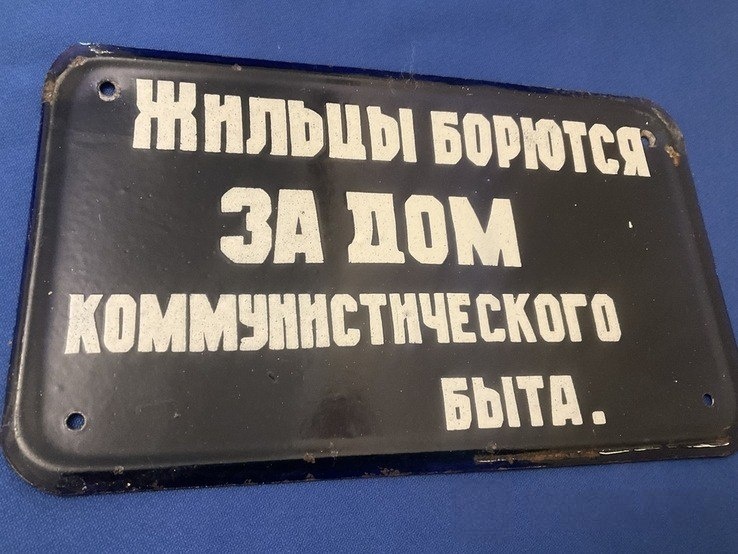 Жильцы борются
за дом
коммунистического
быта.